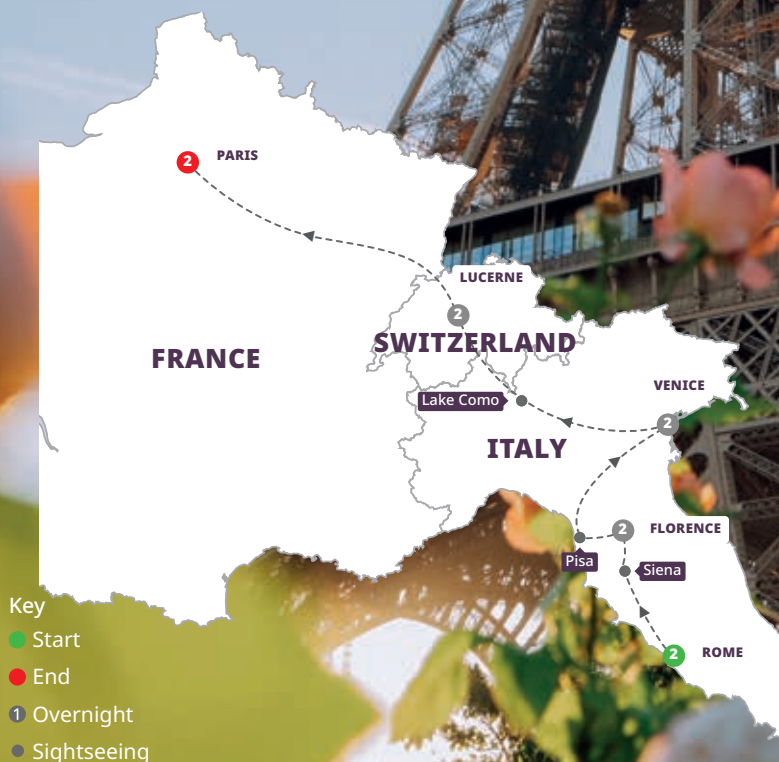 2 PARIS
LUCERNE
2
SWITZERLAND
FRANCE
VENICE
Lake Como
2
ITALY
2 FLORENCE
Pisa
Siena
2 ROME
Key
Start
End
1 Overnight
Sightseeing